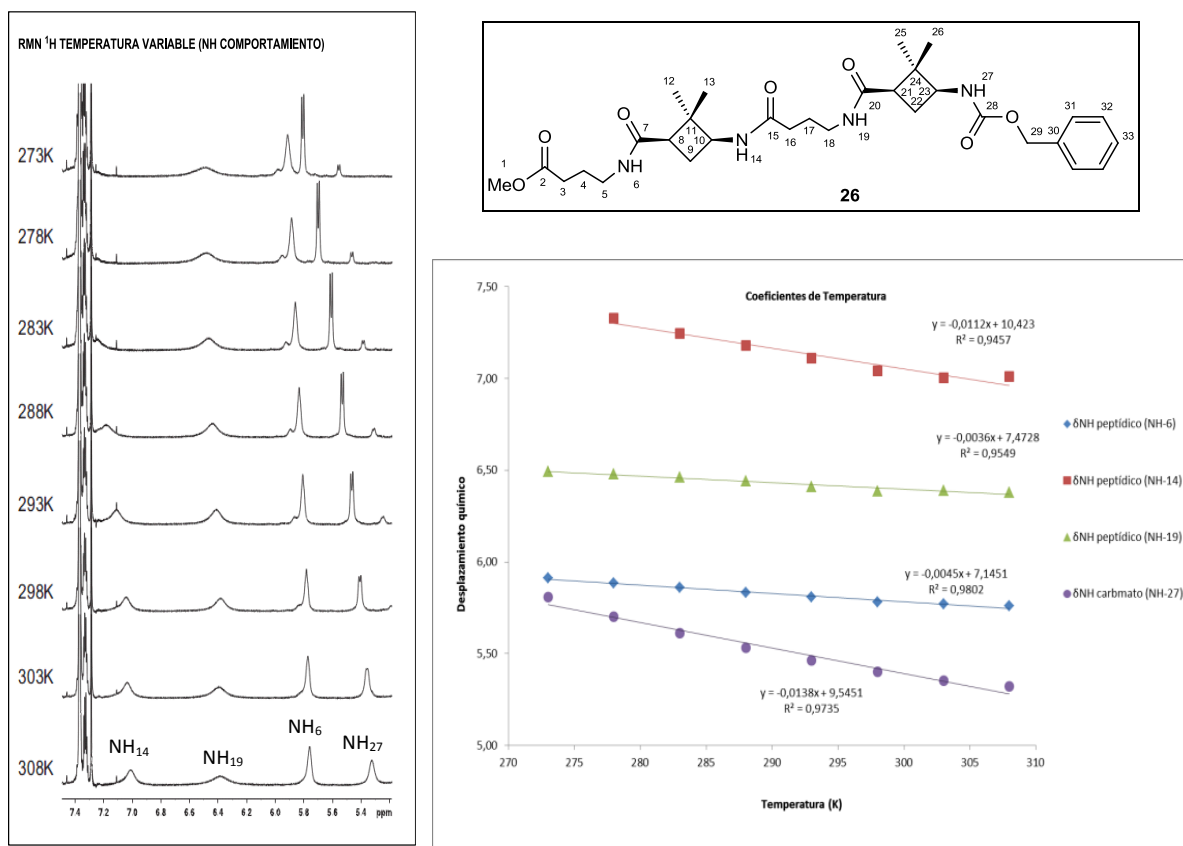 RMN ¹H TEMPERATURA VARIABLE (NH COMPORTAMIENTO)
273K
278K
283K
288K
293K
298K
303K
308K
NH₁₄
NH₁₉
NH₆
NH₂₇
7.4 7.2 7.0 6.8 6.6 6.4 6.2 6.0 5.8 5.6 5.4 ppm
1
MeO
2
O
3
4
5
N
H
6
O
7
8
9
10
11
12
13
N
H
14
O
15
16
17
18
N
H
19
O
20
21
22
23
24
25
26
27
NH
28
O
O
29
30
31
32
33
26
Coeficientes de Temperatura
7,50
7,00
6,50
6,00
5,50
5,00
y = -0,0112x + 10,423
R² = 0,9457
y = -0,0036x + 7,4728
R² = 0,9549
y = -0,0045x + 7,1451
R² = 0,9802
y = -0,0138x + 9,5451
R² = 0,9735
δNH peptídico (NH-6)
δNH peptídico (NH-14)
δNH peptídico (NH-19)
δNH carbmato (NH-27)
Desplazamiento químico
270 275 280 285 290 295 300 305 310
Temperatura (K)